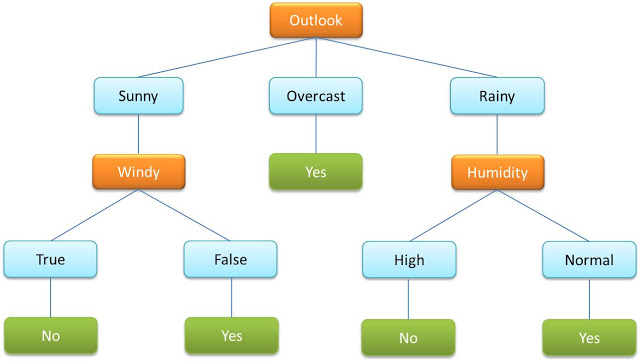 Outlook
Sunny
Overcast
Rainy
Windy
Yes
Humidity
True
False
High
Normal
No
Yes
No
Yes